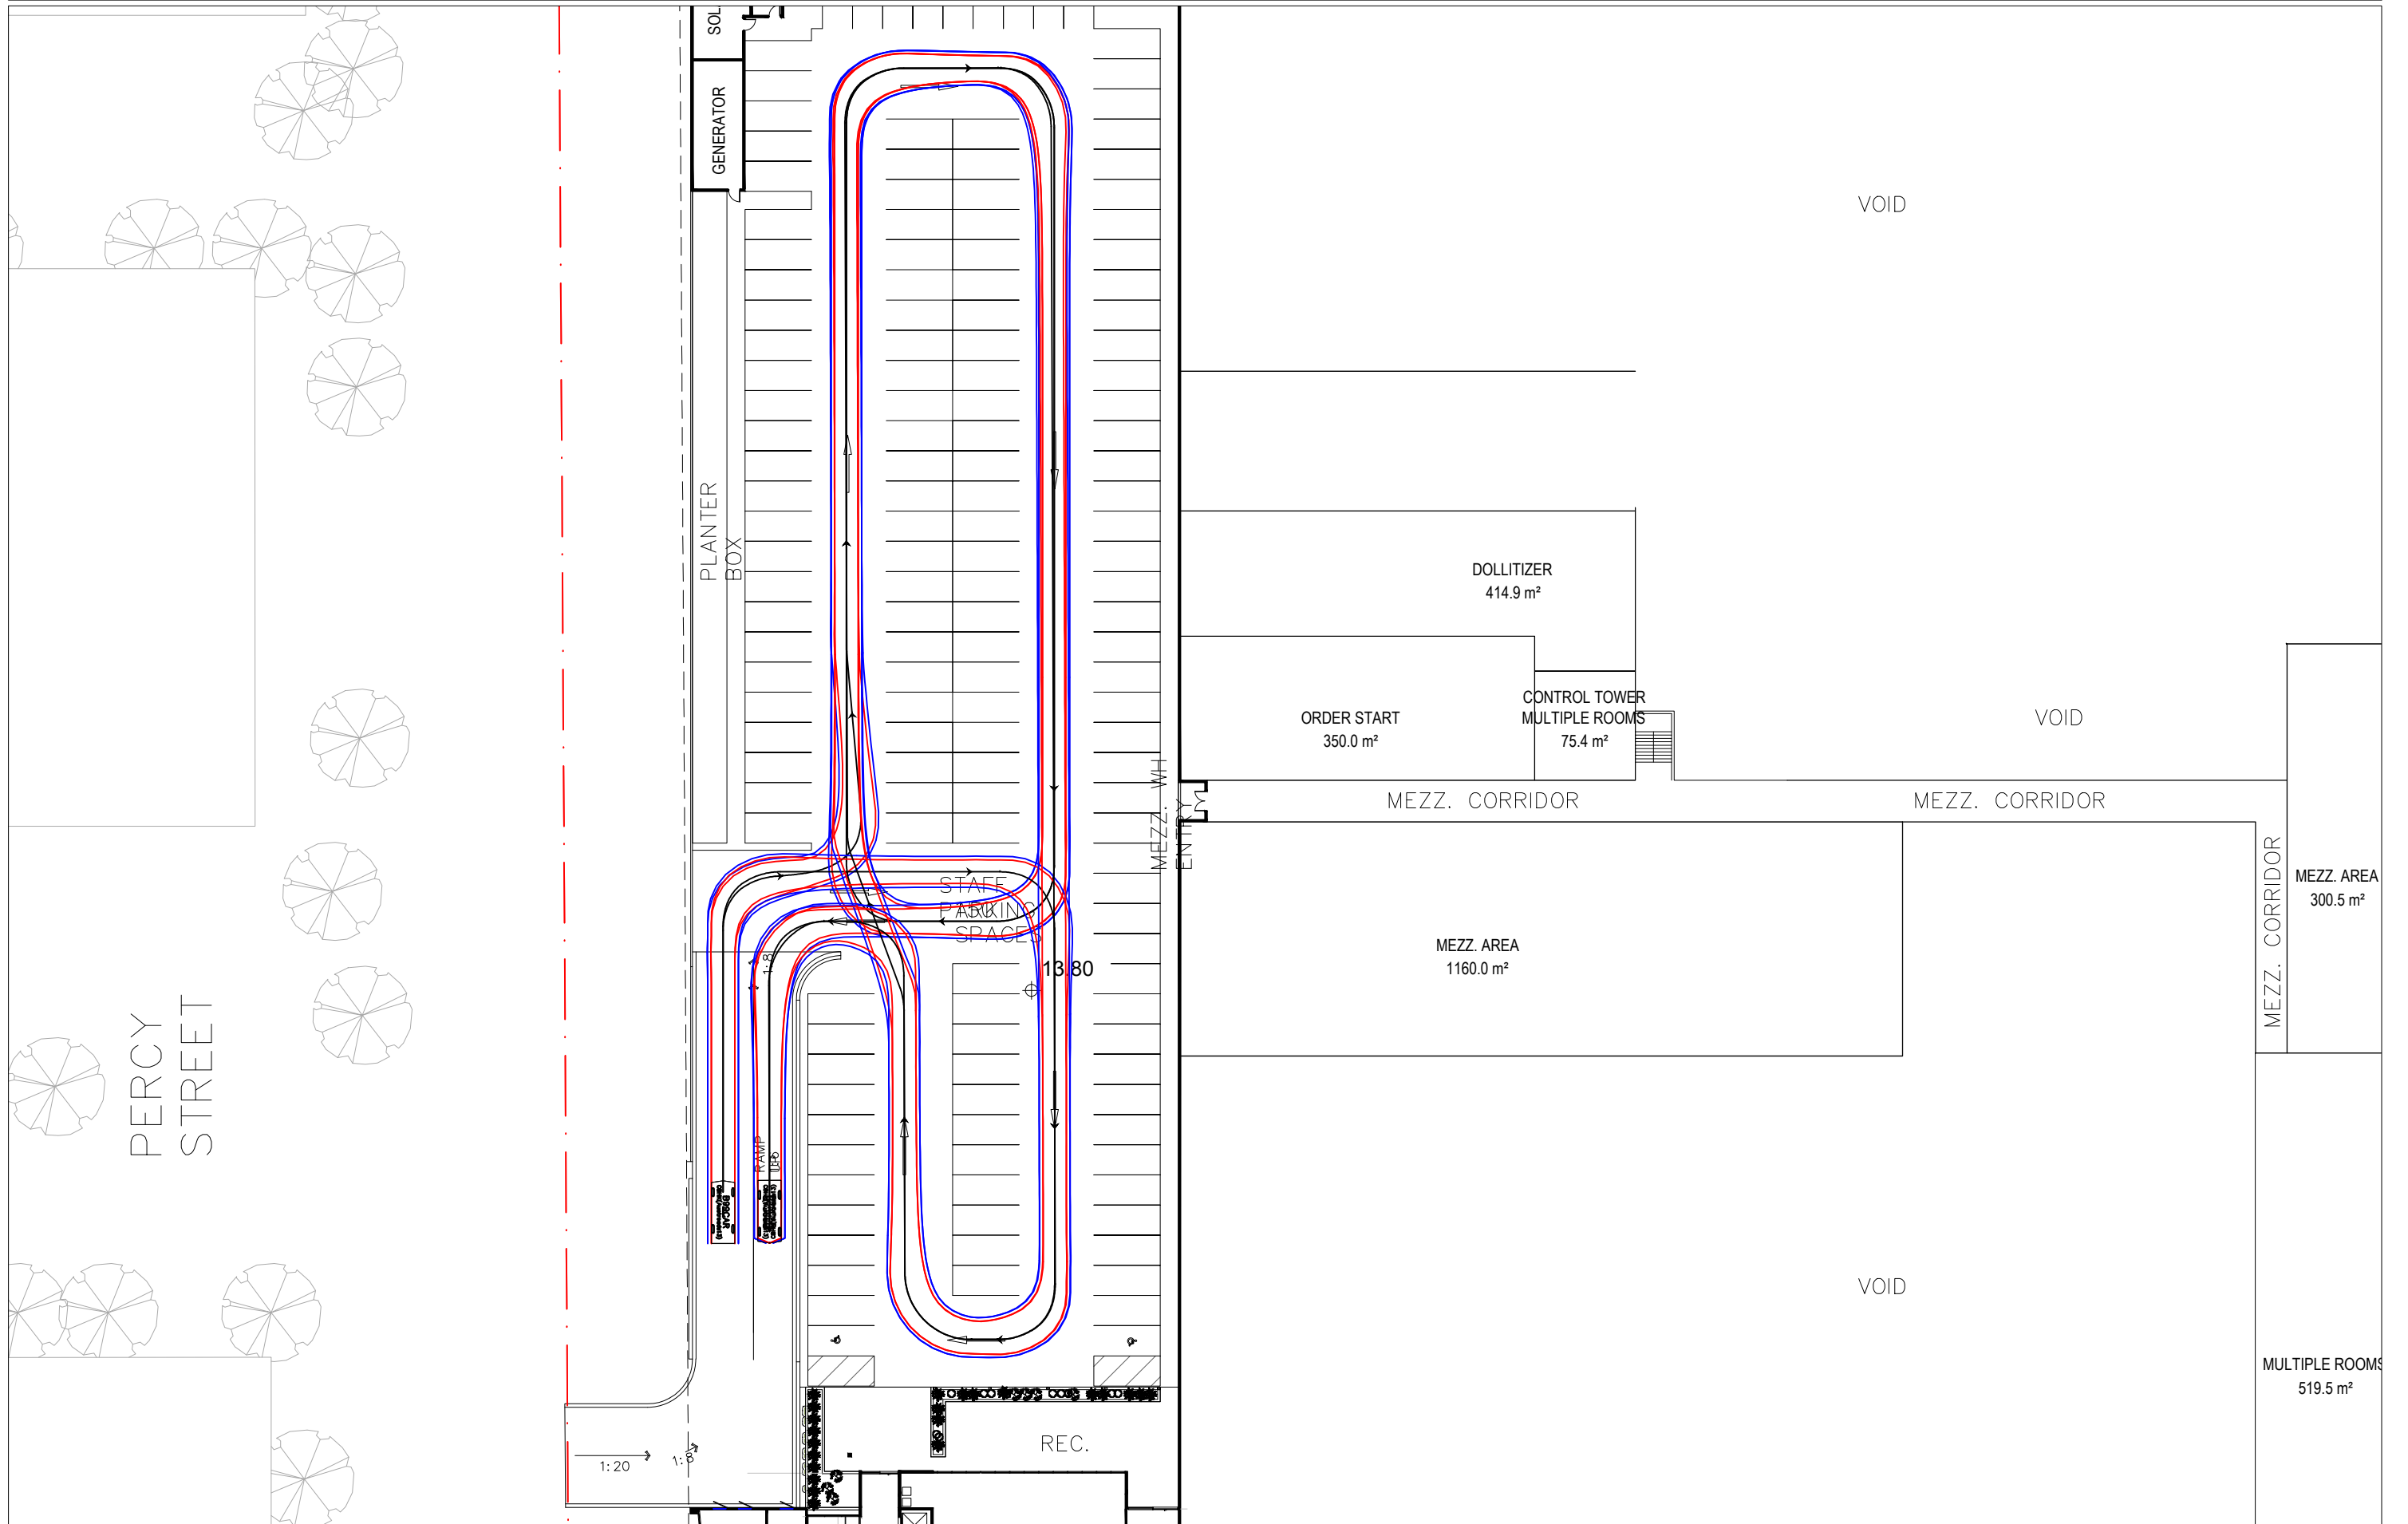 SOL.
GENERATOR
VOID
PLANTER
BOX
DOLLITIZER
414.9 m²
ORDER START
350.0 m²
CONTROL TOWER
MULTIPLE ROOMS
75.4 m²
VOID
MEZZ. WH
ENTRY
MEZZ. CORRIDOR
MEZZ. CORRIDOR
MEZZ. CORRIDOR
MEZZ. AREA
300.5 m²
STAFF
PARKING
SPACES
MEZZ. AREA
1160.0 m²
1:8
13.80
PERCY
STREET
RAMP
UP
VOID
MULTIPLE ROOMS
519.5 m²
REC.
1:20
1:8